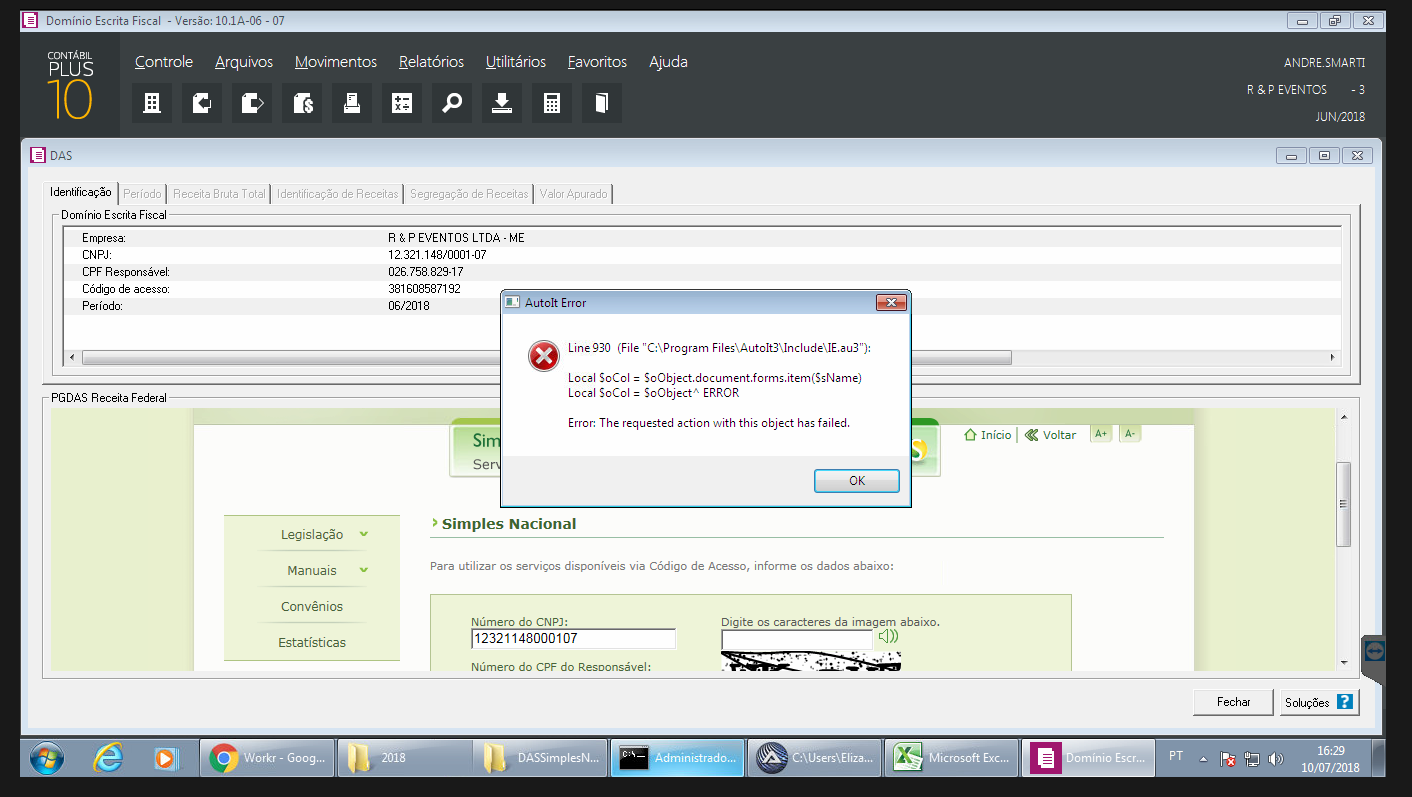 Domínio Escrita Fiscal - Versão: 10.1A-06 - 07
CONTÁBIL
PLUS
10
Controle Arquivos Movimentos Relatórios Utilitários Favoritos Ajuda
ANDRE.SMARTI
R & P EVENTOS - 3
JUN/2018
DAS
Identificação Período Receita Bruta Total Identificação de Receitas Segregação de Receitas Valor Apurado
Domínio Escrita Fiscal
Empresa: R & P EVENTOS LTDA - ME
CNPJ: 12.321.148/0001-07
CPF Responsável: 026.758.829-17
Código de acesso: 381608587192
Período: 06/2018
AutoIt Error
Line 930 (File "C:\Program Files\AutoIt3\Include\IE.au3"):
Local $oCol = $oObject.document.forms.item($sName)
Local $oCol = $oObject^ ERROR
Error: The requested action with this object has failed.
OK
PGDAS Receita Federal
Início Voltar A+ A-
Simples Nacional
Legislação
Manuais
Convênios
Estatísticas
Para utilizar os serviços disponíveis via Código de Acesso, informe os dados abaixo:
Número do CNPJ: Digite os caracteres da imagem abaixo.
12321148000107
Número do CPF do Responsável:
Fechar Soluções ?
Workr - Goog... 2018 DASSimplesN... Administrado... C:\Users\Eliza... Microsoft Exc... Domínio Escr... PT
16:29
10/07/2018